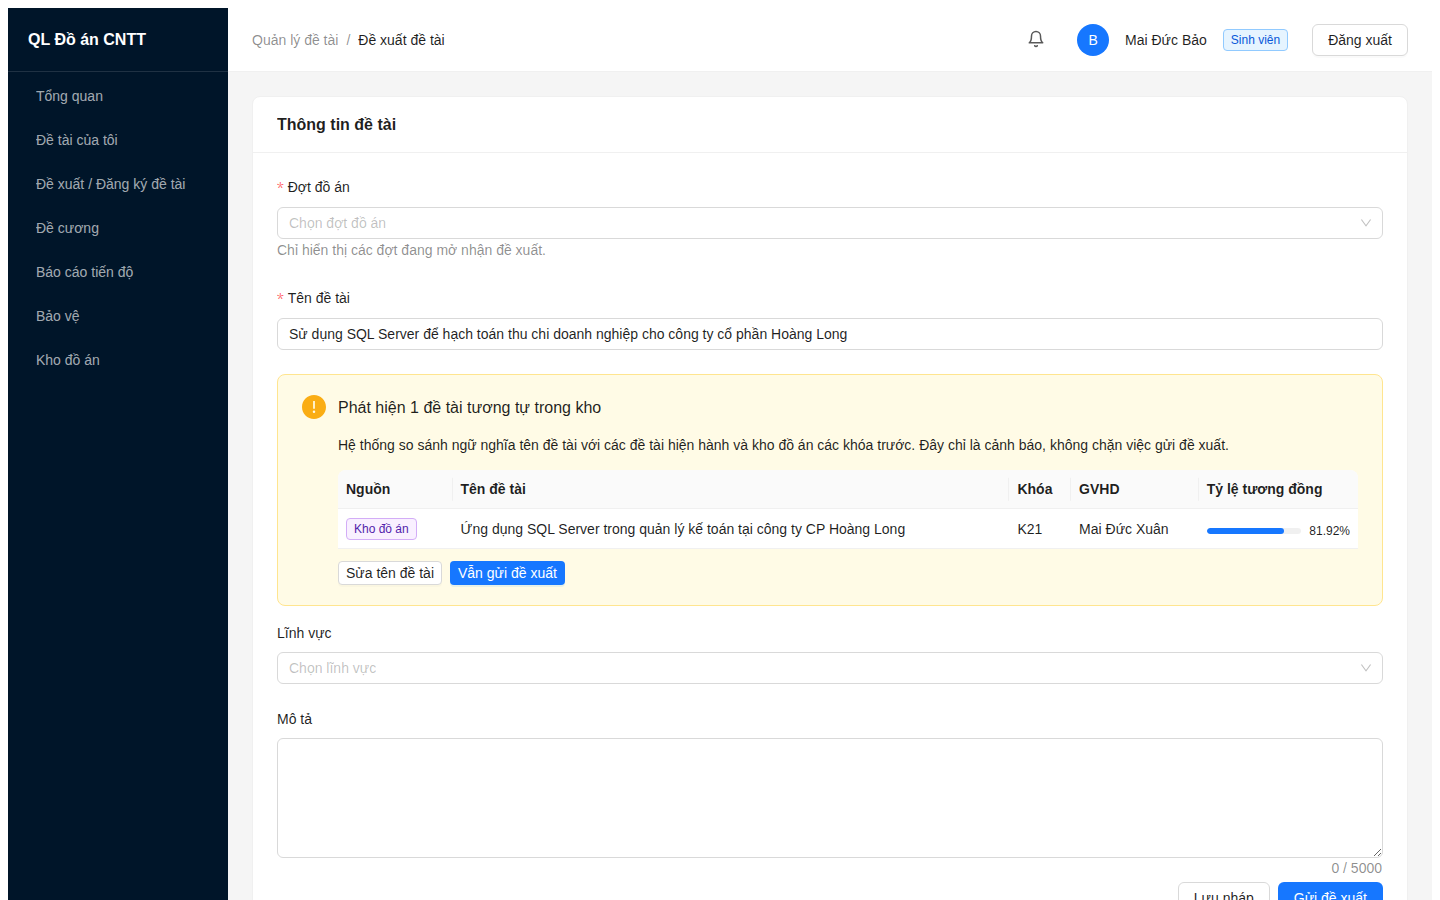 QL Đồ án CNTT
Quản lý đề tài / Đề xuất đề tài
B
Mai Đức Bảo
Sinh viên
Đăng xuất
Tổng quan
Đề tài của tôi
Đề xuất / Đăng ký đề tài
Đề cương
Báo cáo tiến độ
Bảo vệ
Kho đồ án
Thông tin đề tài
* Đợt đồ án
Chọn đợt đồ án
Chỉ hiển thị các đợt đang mở nhận đề xuất.
* Tên đề tài
Sử dụng SQL Server để hạch toán thu chi doanh nghiệp cho công ty cổ phần Hoàng Long
Phát hiện 1 đề tài tương tự trong kho
Hệ thống so sánh ngữ nghĩa tên đề tài với các đề tài hiện hành và kho đồ án các khóa trước. Đây chỉ là cảnh báo, không chặn việc gửi đề xuất.
Nguồn Tên đề tài Khóa GVHD Tỷ lệ tương đồng
Kho đồ án Ứng dụng SQL Server trong quản lý kế toán tại công ty CP Hoàng Long K21 Mai Đức Xuân 81.92%
Sửa tên đề tài Vẫn gửi đề xuất
Lĩnh vực
Chọn lĩnh vực
Mô tả
0 / 5000
Lưu nháp Gửi đề xuất